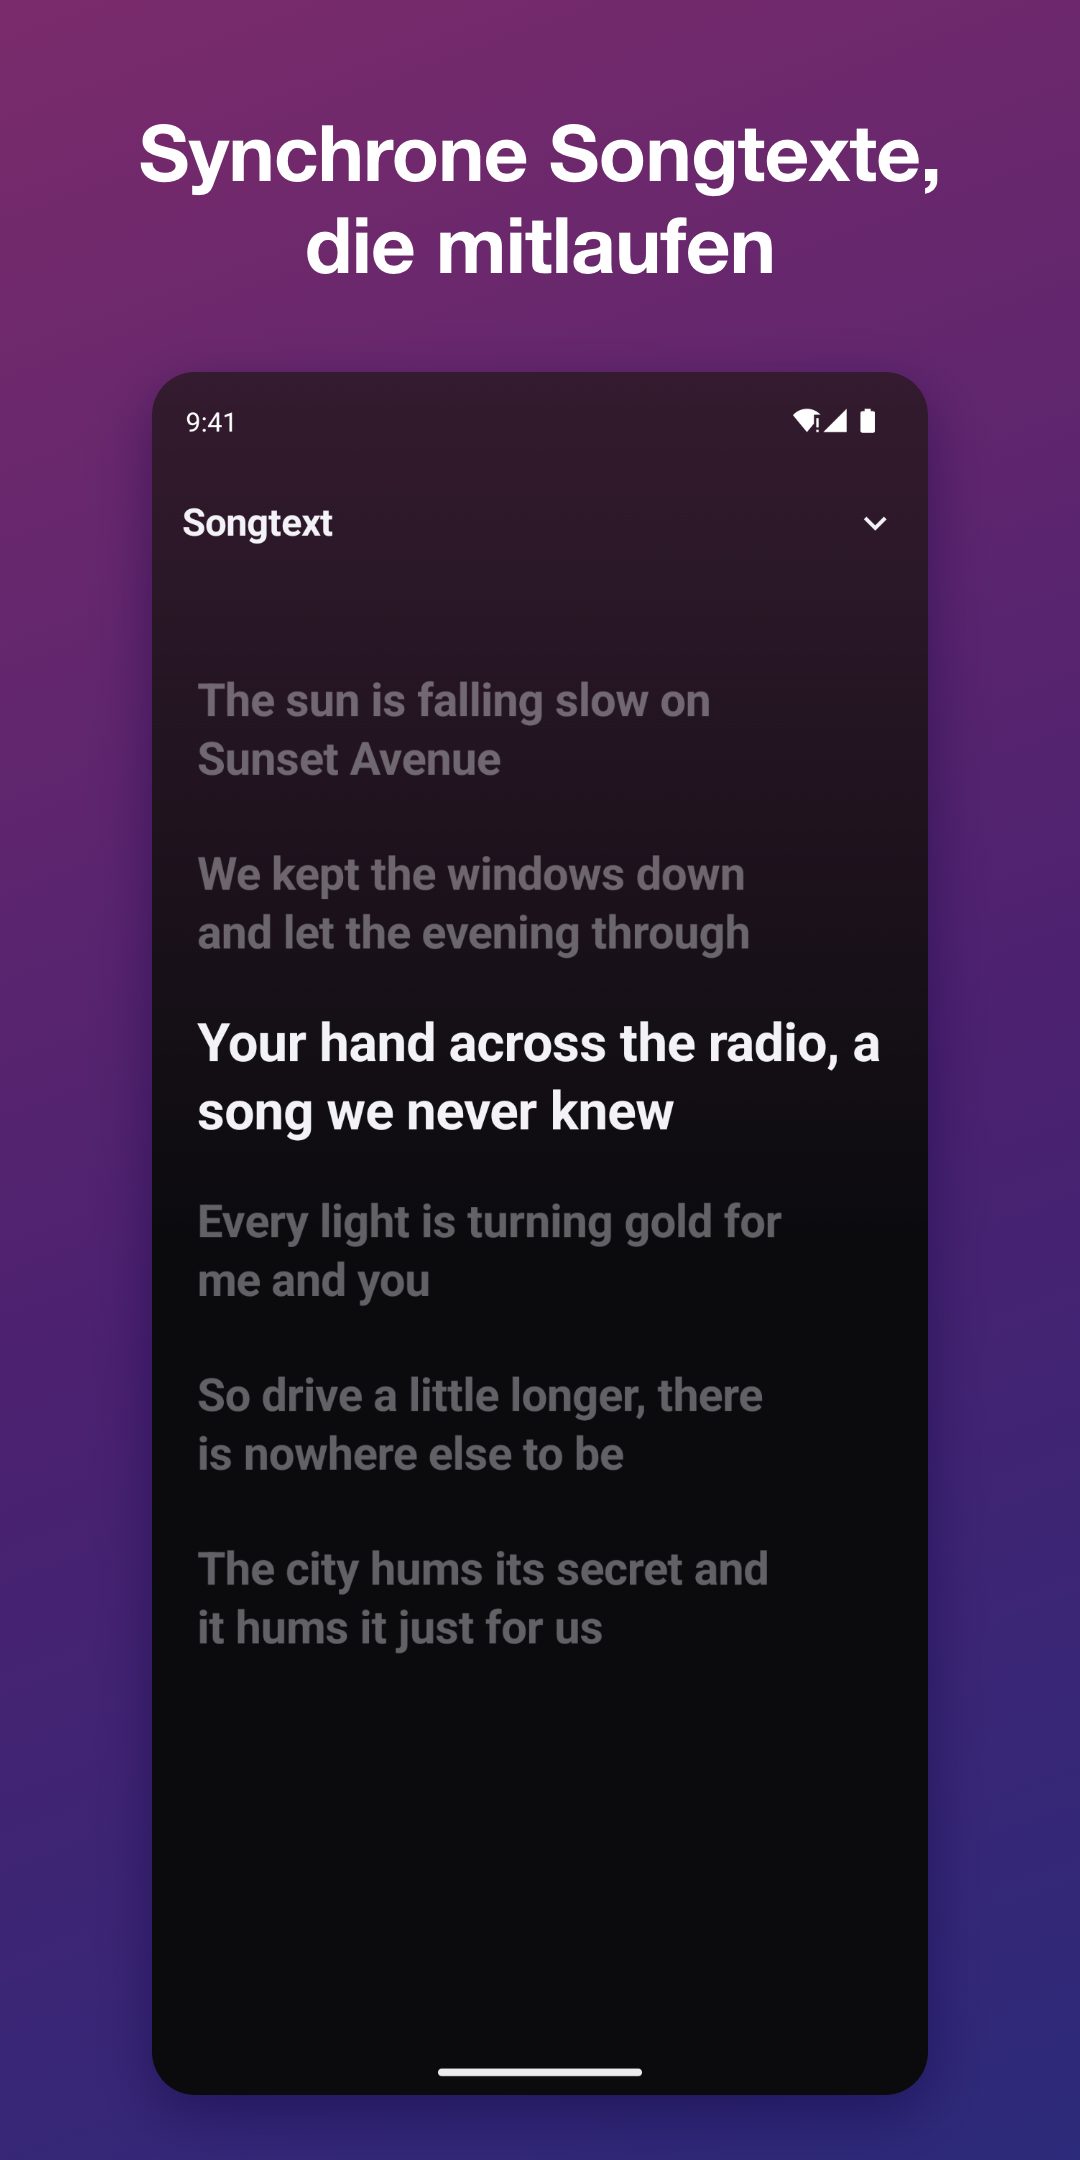 Synchrone Songtexte,
die mitlaufen
9:41
Songtext
The sun is falling slow on
Sunset Avenue
We kept the windows down
and let the evening through
Your hand across the radio, a
song we never knew
Every light is turning gold for
me and you
So drive a little longer, there
is nowhere else to be
The city hums its secret and
it hums it just for us